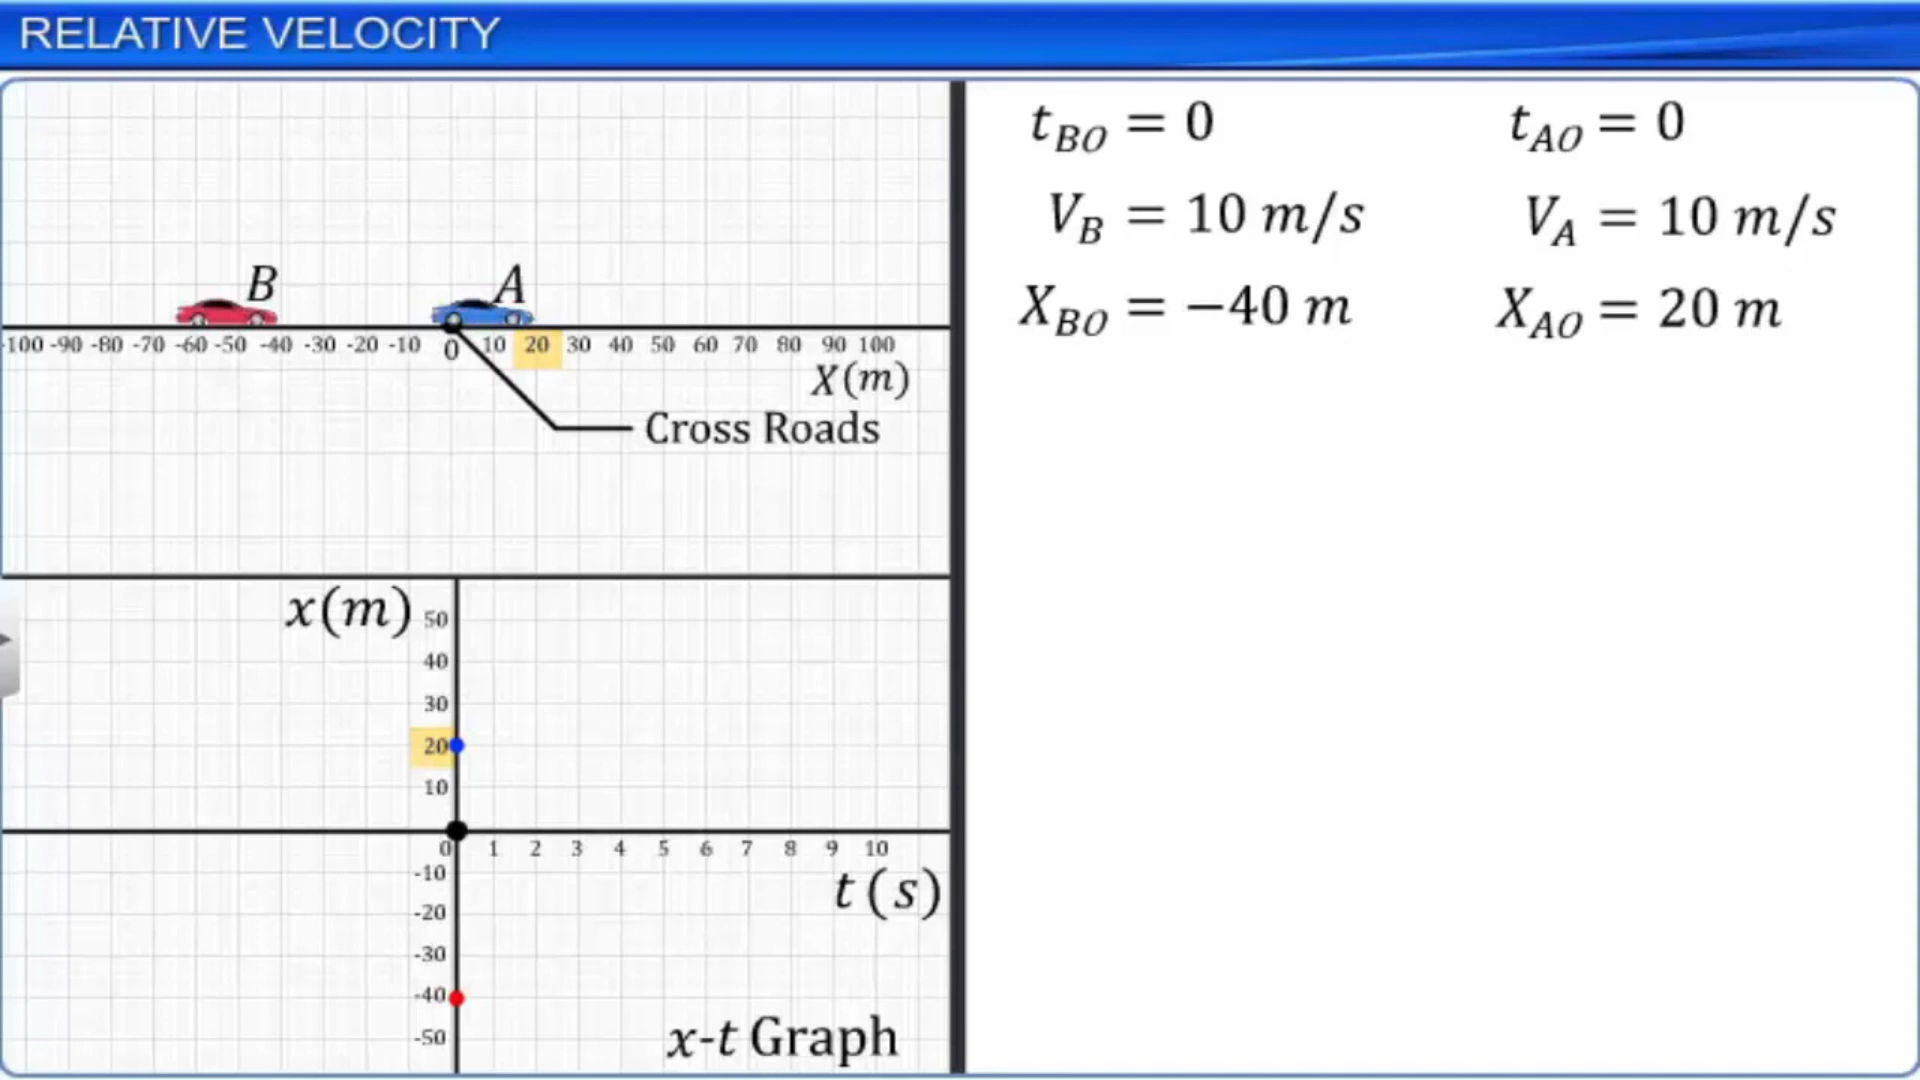 RELATIVE VELOCITY
B
A
-100 -90 -80 -70 -60 -50 -40 -30 -20 -10 0 10 20 30 40 50 60 70 80 90 100
X(m)
Cross Roads
x(m)
50
40
30
20
10
0 1 2 3 4 5 6 7 8 9 10
t (s)
-10
-20
-30
-40
-50
x-t Graph
t_BO = 0
t_AO = 0
V_B = 10 m/s
V_A = 10 m/s
X_BO = −40 m
X_AO = 20 m